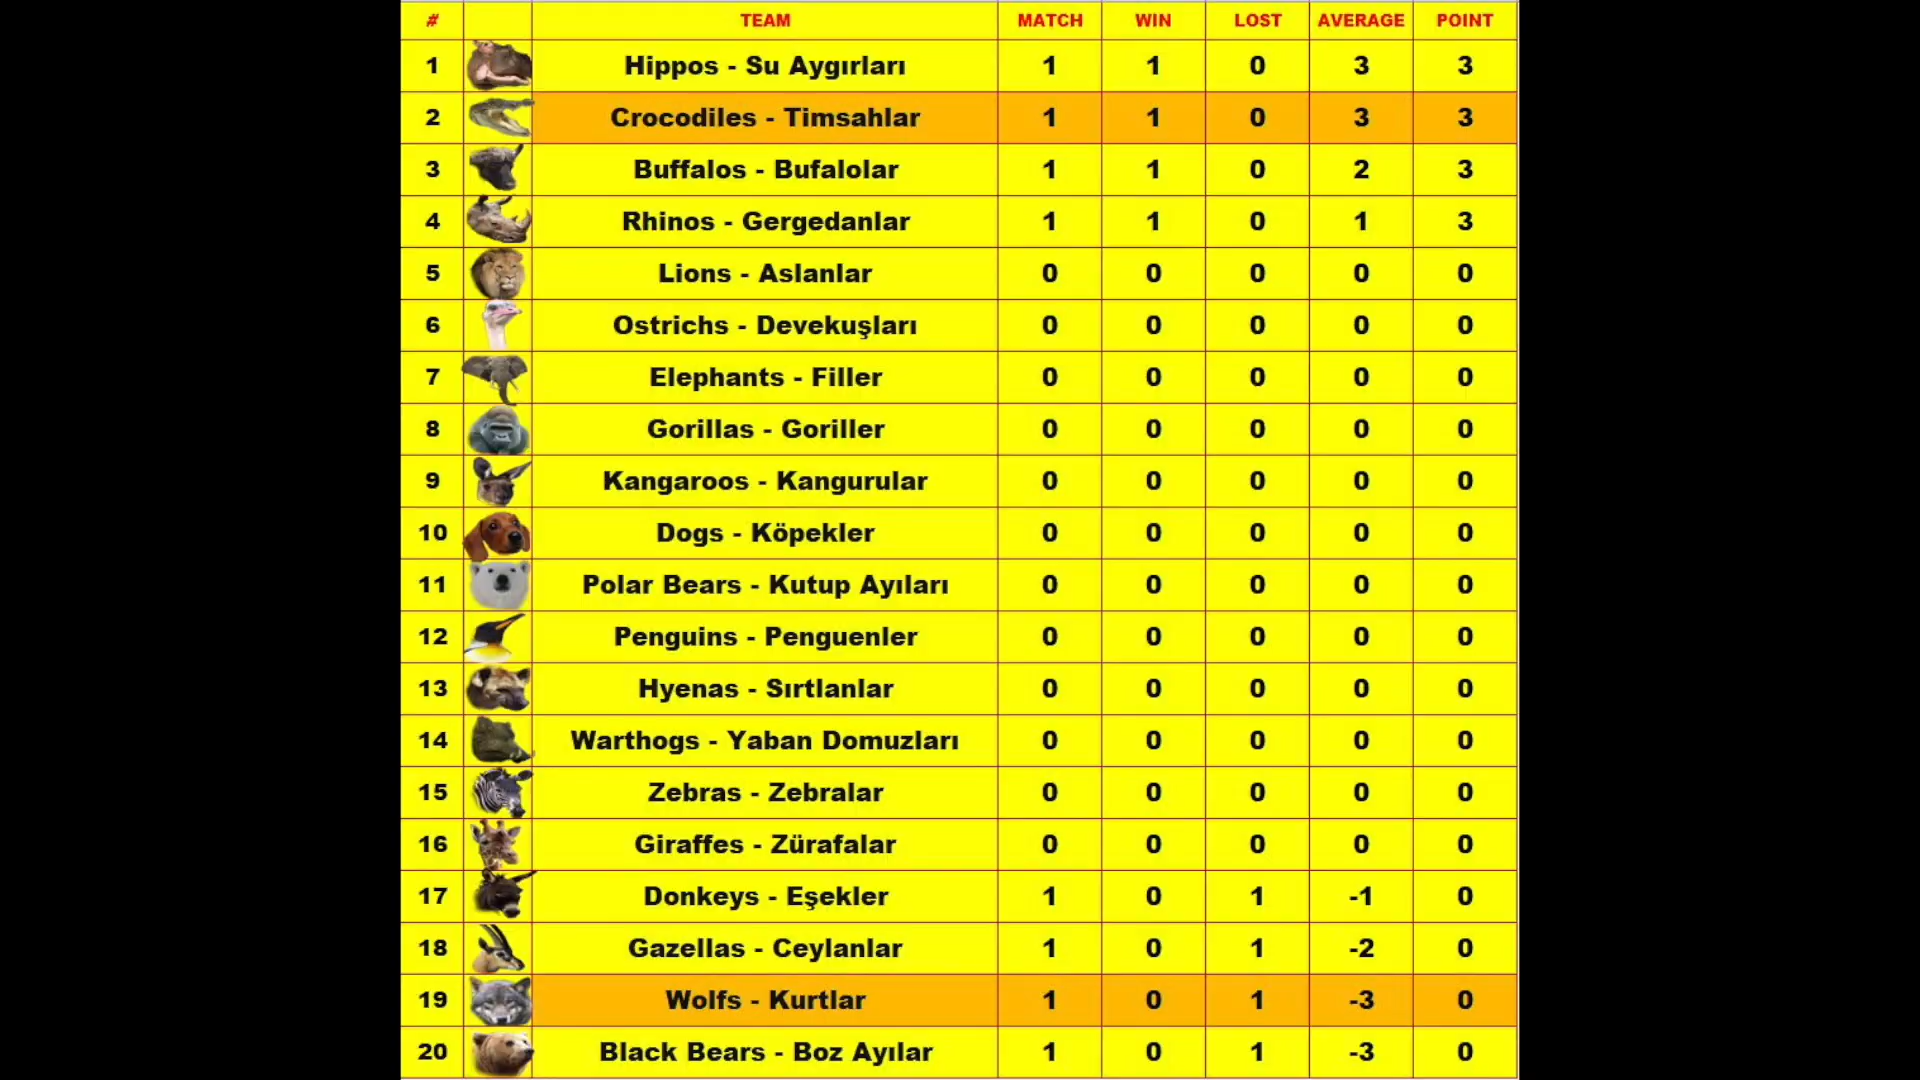 # TEAM MATCH WIN LOST AVERAGE POINT
1 Hippos - Su Aygırları 1 1 0 3 3
2 Crocodiles - Timsahlar 1 1 0 3 3
3 Buffalos - Bufalolar 1 1 0 2 3
4 Rhinos - Gergedanlar 1 1 0 1 3
5 Lions - Aslanlar 0 0 0 0 0
6 Ostrichs - Devekuşları 0 0 0 0 0
7 Elephants - Filler 0 0 0 0 0
8 Gorillas - Goriller 0 0 0 0 0
9 Kangaroos - Kangurular 0 0 0 0 0
10 Dogs - Köpekler 0 0 0 0 0
11 Polar Bears - Kutup Ayıları 0 0 0 0 0
12 Penguins - Penguenler 0 0 0 0 0
13 Hyenas - Sırtlanlar 0 0 0 0 0
14 Warthogs - Yaban Domuzları 0 0 0 0 0
15 Zebras - Zebralar 0 0 0 0 0
16 Giraffes - Zürafalar 0 0 0 0 0
17 Donkeys - Eşekler 1 0 1 -1 0
18 Gazellas - Ceylanlar 1 0 1 -2 0
19 Wolfs - Kurtlar 1 0 1 -3 0
20 Black Bears - Boz Ayılar 1 0 1 -3 0